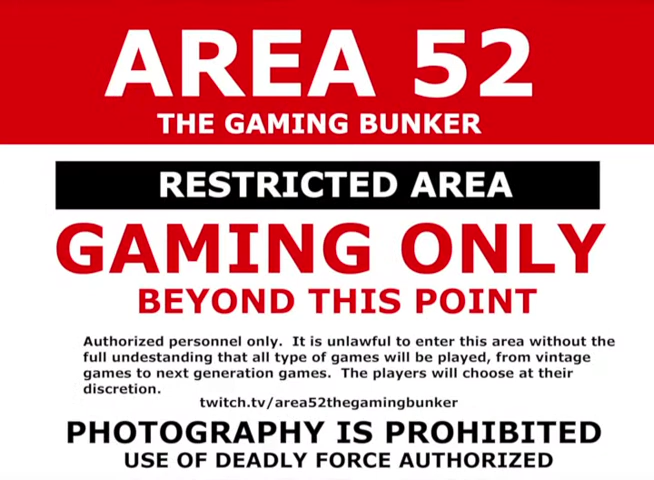 AREA 52
THE GAMING BUNKER
RESTRICTED AREA
GAMING ONLY
BEYOND THIS POINT
Authorized personnel only.  It is unlawful to enter this area without the
full undestanding that all type of games will be played, from vintage
games to next generation games.  The players will choose at their
discretion.
twitch.tv/area52thegamingbunker
PHOTOGRAPHY IS PROHIBITED
USE OF DEADLY FORCE AUTHORIZED